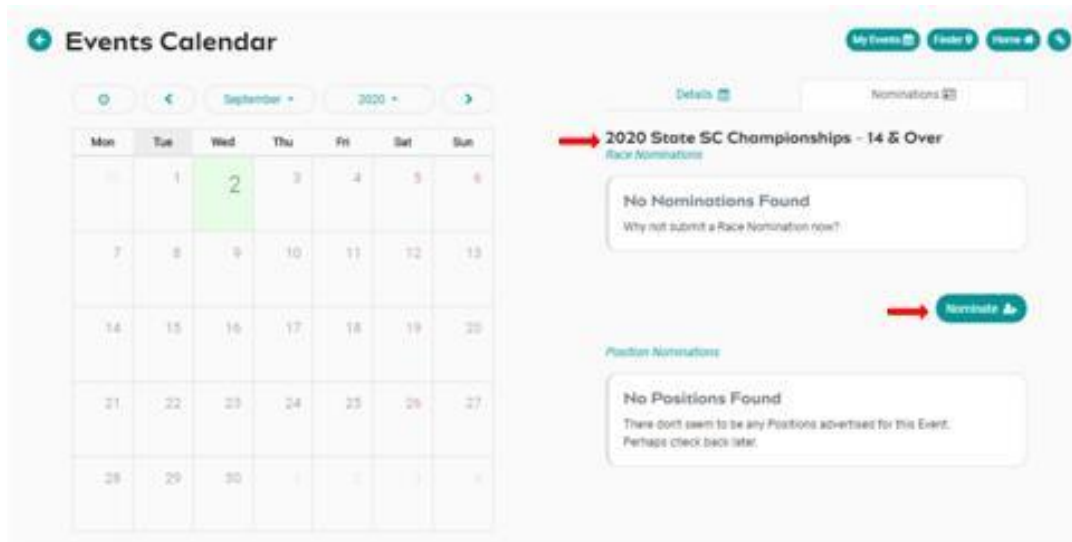 Events Calendar
My Events
Finder
Home
September
2020
Details
Nominations
Mon Tue Wed Thu Fri Sat Sun
1 2 3 4 5 6
7 8 9 10 11 12 13
14 15 16 17 18 19 20
21 22 23 24 25 26 27
28 29 30
2020 State SC Championships - 14 & Over
Race Nominations
No Nominations Found
Why not submit a Race Nomination now?
Nominate
Position Nominations
No Positions Found
There don't seem to be any Positions advertised for this Event.
Perhaps check back later.